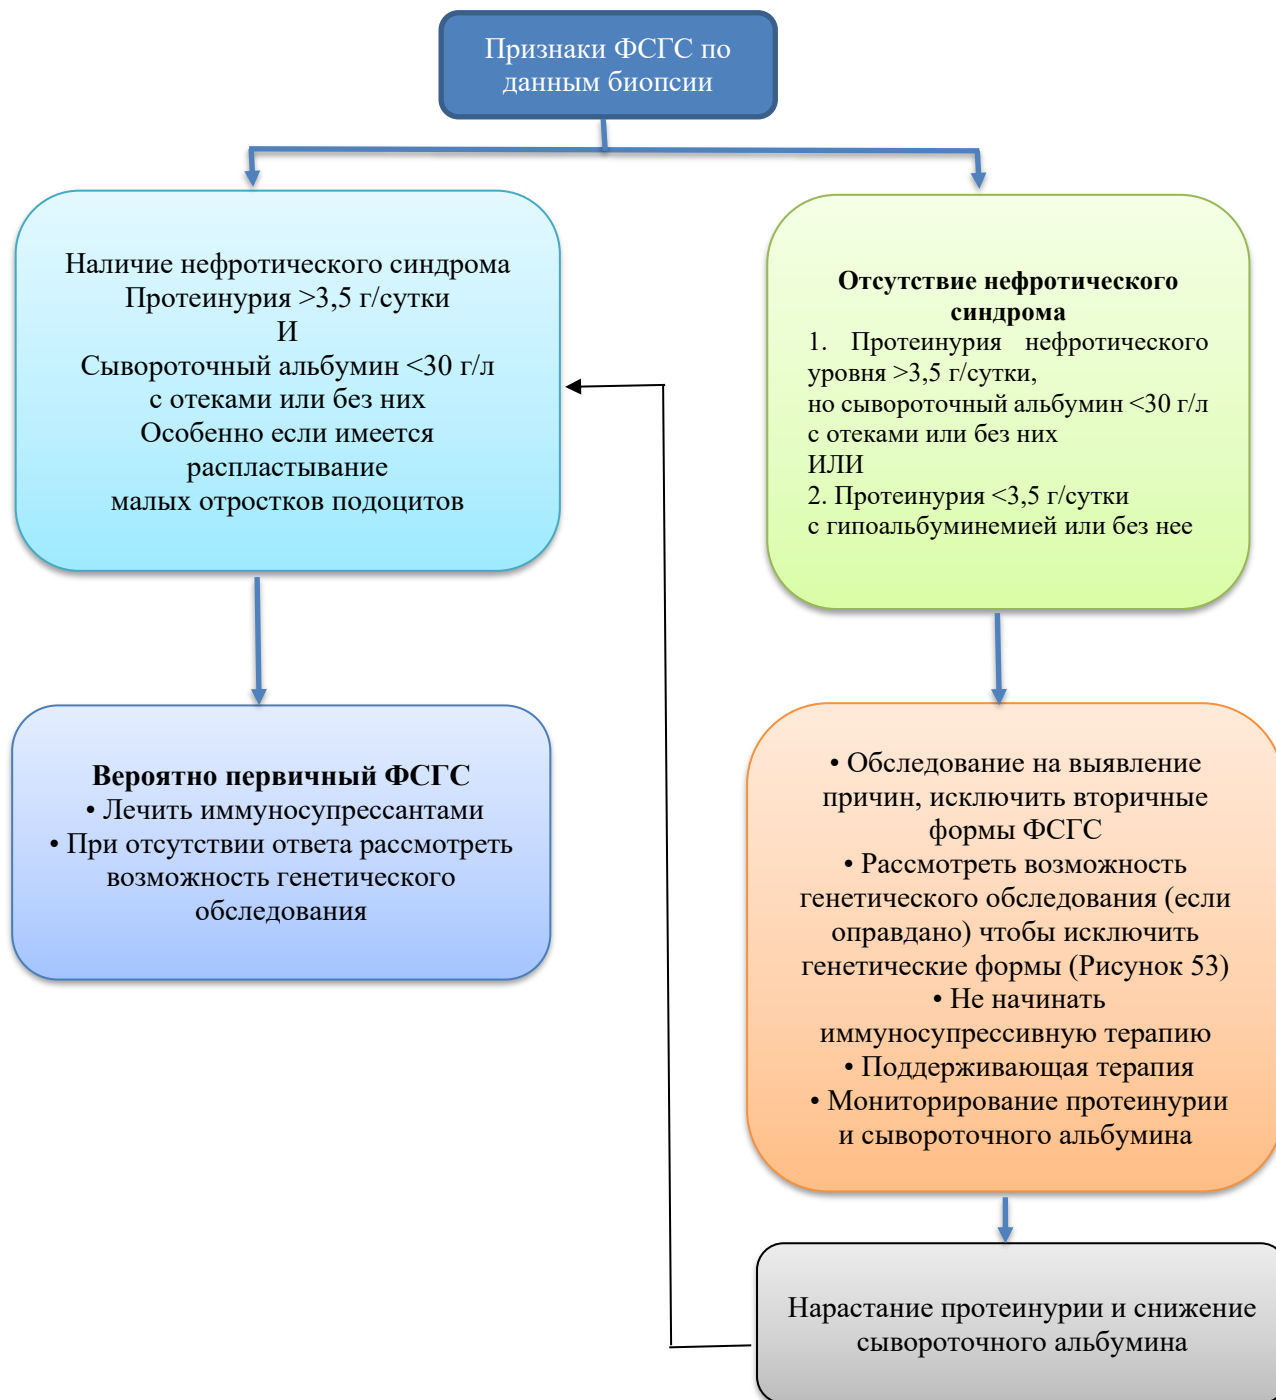 Признаки ФСГС по
данным биопсии
Наличие нефротического синдрома
Протеинурия >3,5 г/сутки
И
Сывороточный альбумин <30 г/л
с отеками или без них
Особенно если имеется
распластывание
малых отростков подоцитов
Отсутствие нефротического
синдрома
1. Протеинурия нефротического
уровня >3,5 г/сутки,
но сывороточный альбумин <30 г/л
с отеками или без них
ИЛИ
2. Протеинурия <3,5 г/сутки
с гипоальбуминемией или без нее
Вероятно первичный ФСГС
• Лечить иммуносупрессантами
• При отсутствии ответа рассмотреть
возможность генетического
обследования
• Обследование на выявление
причин, исключить вторичные
формы ФСГС
• Рассмотреть возможность
генетического обследования (если
оправдано) чтобы исключить
генетические формы (Рисунок 53)
• Не начинать
иммуносупрессивную терапию
• Поддерживающая терапия
• Мониторирование протеинурии
и сывороточного альбумина
Нарастание протеинурии и снижение
сывороточного альбумина